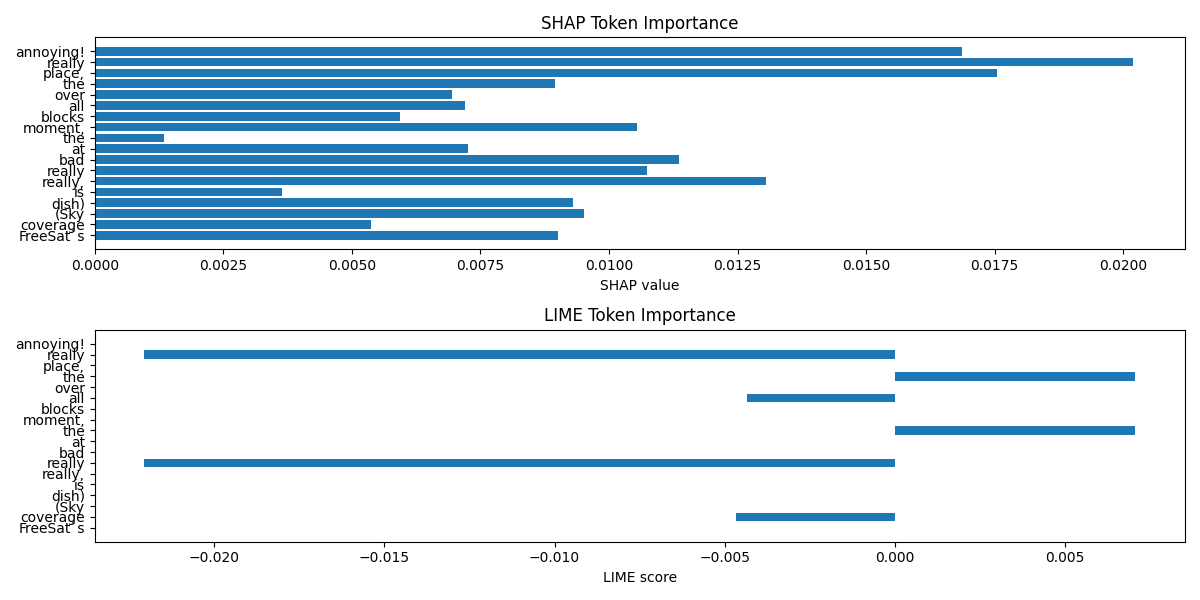 SHAP Token Importance
annoying!
really
place,
the
over
all
blocks
moment,
the
at
bad
really
really,
is
dish)
(Sky
coverage
FreeSat´s
0.0000 0.0025 0.0050 0.0075 0.0100 0.0125 0.0150 0.0175 0.0200
SHAP value
LIME Token Importance
annoying!
really
place,
the
over
all
blocks
moment,
the
at
bad
really
really,
is
dish)
(Sky
coverage
FreeSat´s
−0.020 −0.015 −0.010 −0.005 0.000 0.005
LIME score